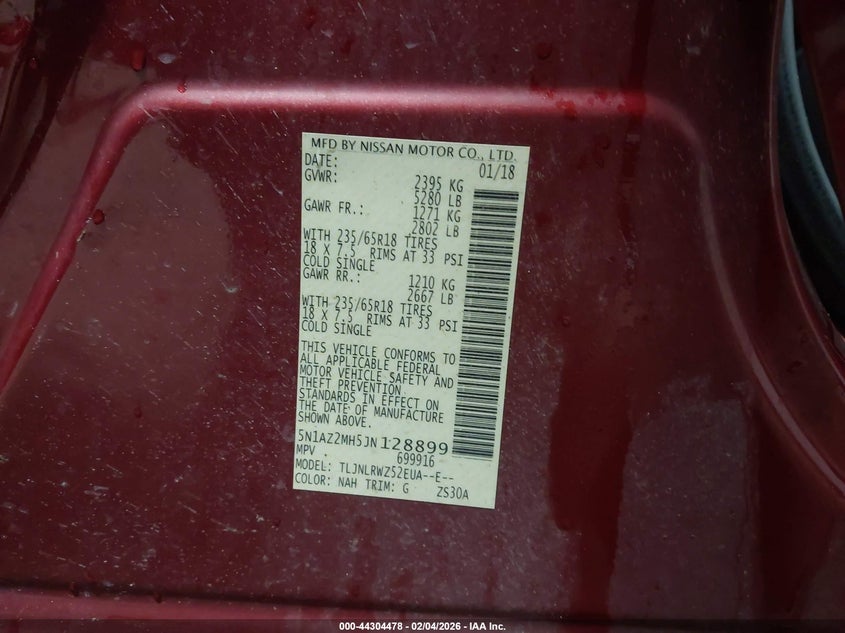 MFD BY NISSAN MOTOR CO., LTD.
DATE: 01/18
GVWR: 2395 KG
5280 LB
GAWR FR.: 1271 KG
2802 LB
WITH 235/65R18 TIRES
18 X 7.5 RIMS AT 33 PSI
COLD SINGLE
GAWR RR.: 1210 KG
2667 LB
WITH 235/65R18 TIRES
18 X 7.5 RIMS AT 33 PSI
COLD SINGLE
THIS VEHICLE CONFORMS TO
ALL APPLICABLE FEDERAL
MOTOR VEHICLE SAFETY AND
THEFT PREVENTION
STANDARDS IN EFFECT ON
THE DATE OF MANUFACTURE
SHOWN ABOVE.
5N1AZ2MH5JN128899
MPV . 699916
MODEL: TLJNLRWZ52EUA--E--
COLOR: NAH TRIM: G ZS30A
000-44304478 - 02/04/2026 - IAA Inc.